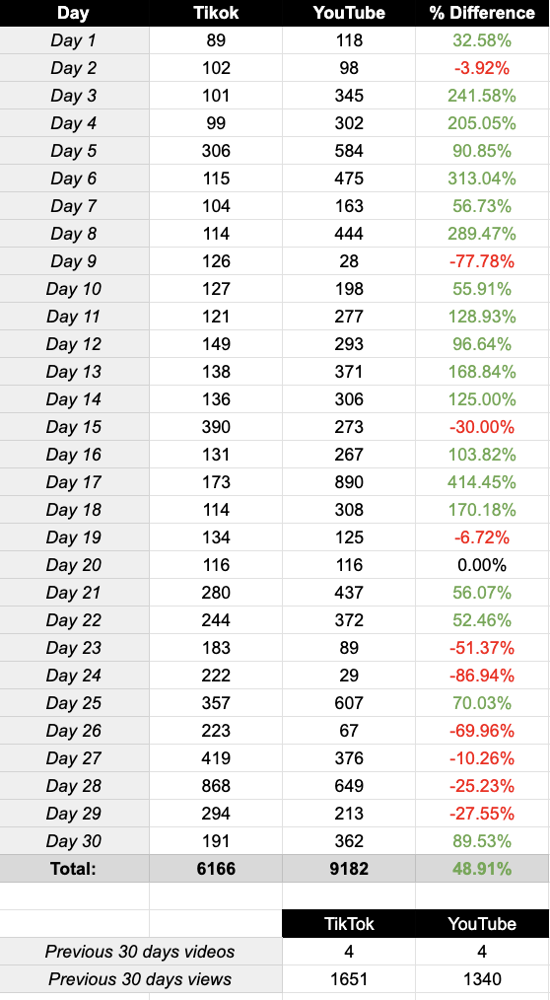 Day Tikok YouTube % Difference
Day 1 89 118 32.58%
Day 2 102 98 -3.92%
Day 3 101 345 241.58%
Day 4 99 302 205.05%
Day 5 306 584 90.85%
Day 6 115 475 313.04%
Day 7 104 163 56.73%
Day 8 114 444 289.47%
Day 9 126 28 -77.78%
Day 10 127 198 55.91%
Day 11 121 277 128.93%
Day 12 149 293 96.64%
Day 13 138 371 168.84%
Day 14 136 306 125.00%
Day 15 390 273 -30.00%
Day 16 131 267 103.82%
Day 17 173 890 414.45%
Day 18 114 308 170.18%
Day 19 134 125 -6.72%
Day 20 116 116 0.00%
Day 21 280 437 56.07%
Day 22 244 372 52.46%
Day 23 183 89 -51.37%
Day 24 222 29 -86.94%
Day 25 357 607 70.03%
Day 26 223 67 -69.96%
Day 27 419 376 -10.26%
Day 28 868 649 -25.23%
Day 29 294 213 -27.55%
Day 30 191 362 89.53%
Total: 6166 9182 48.91%
TikTok YouTube
Previous 30 days videos 4 4
Previous 30 days views 1651 1340